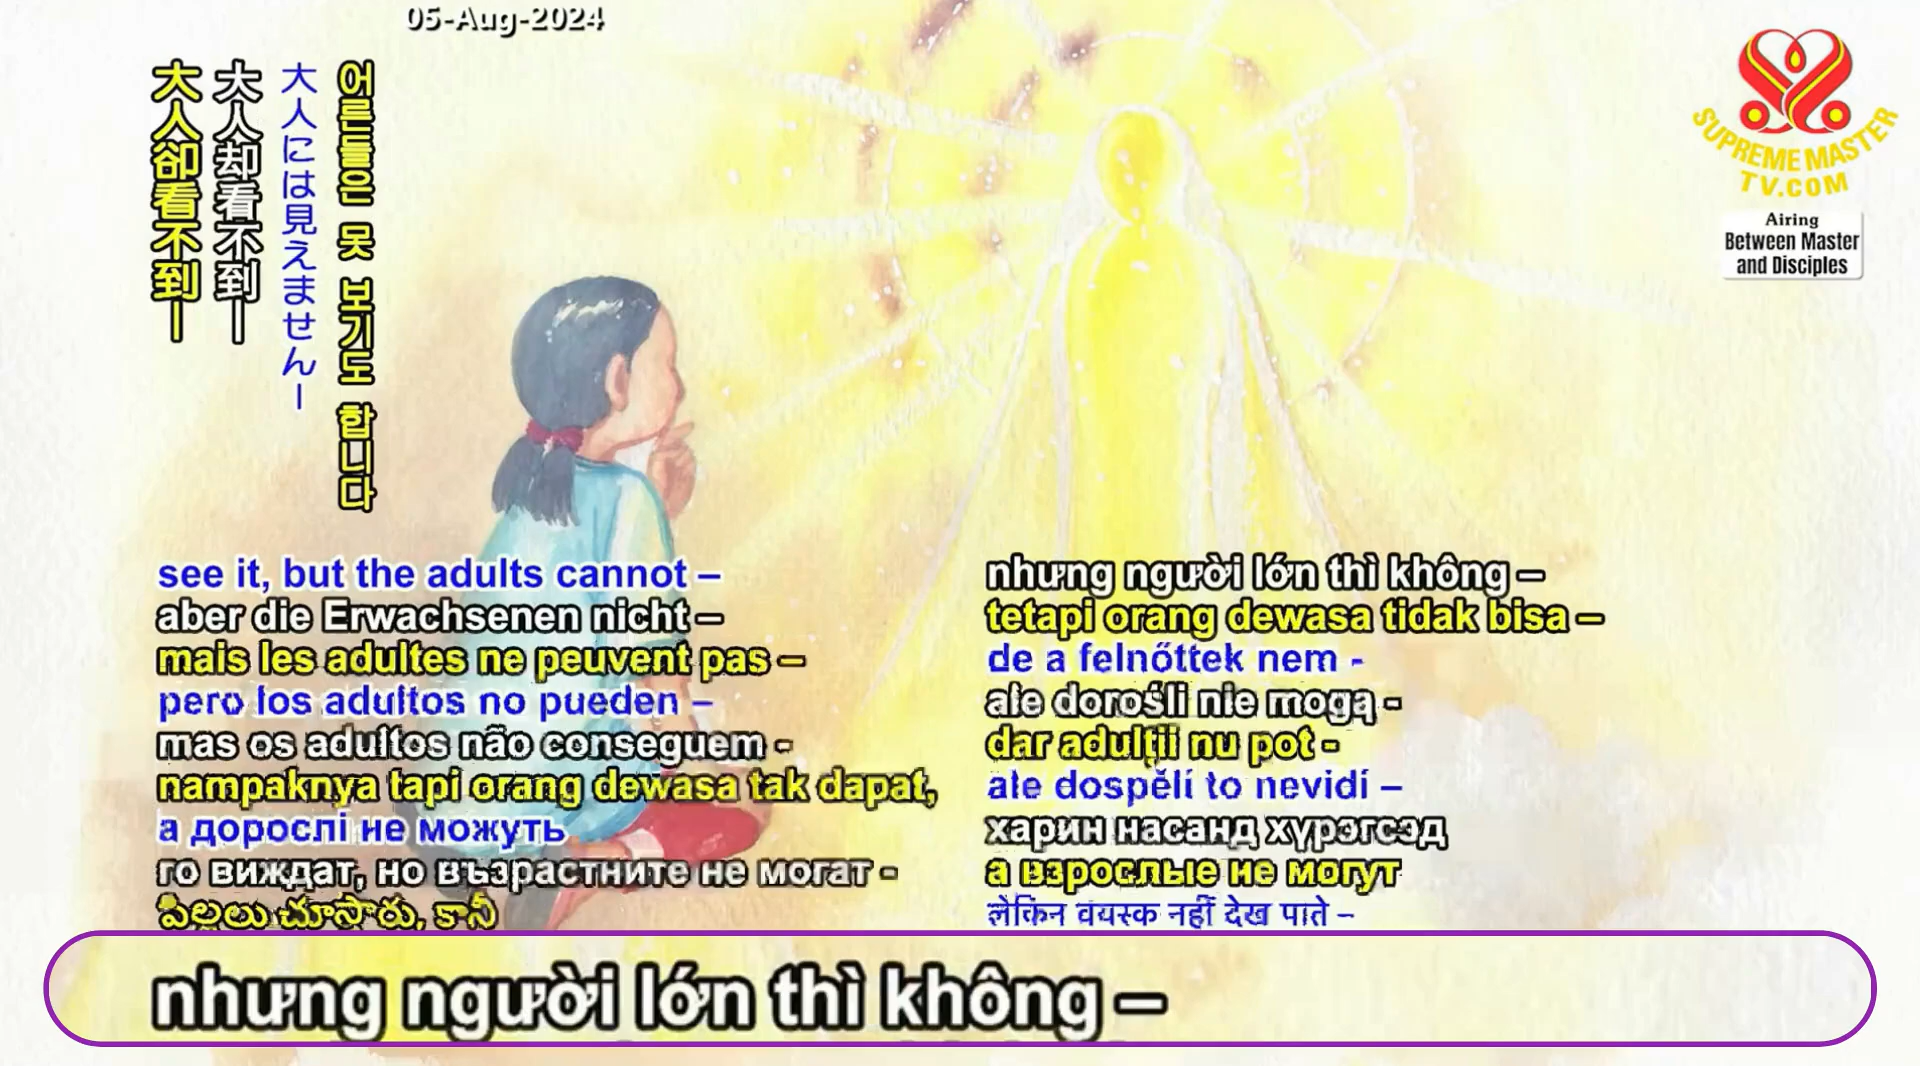 05-Aug-2024
大人卻看不到—
大人却看不到—
大人には見えません—
어른들은 못 보기도 합니다
SUPREME MASTER
TV.COM
Airing
Between Master
and Disciples
see it, but the adults cannot –
aber die Erwachsenen nicht –
mais les adultes ne peuvent pas –
pero los adultos no pueden –
mas os adultos não conseguem -
nampaknya tapi orang dewasa tak dapat,
а дорослі не можуть
го виждат, но възрастните не могат -
పిల్లలు చూస్తారు, కానీ
nhưng người lớn thì không –
tetapi orang dewasa tidak bisa –
de a felnőttek nem -
ale dorośli nie mogą -
dar adulții nu pot -
ale dospělí to nevidí –
харин насанд хүрэгсэд
а взрослые не могут
लेकिन वयस्क नहीं देख पाते –
nhưng người lớn thì không –